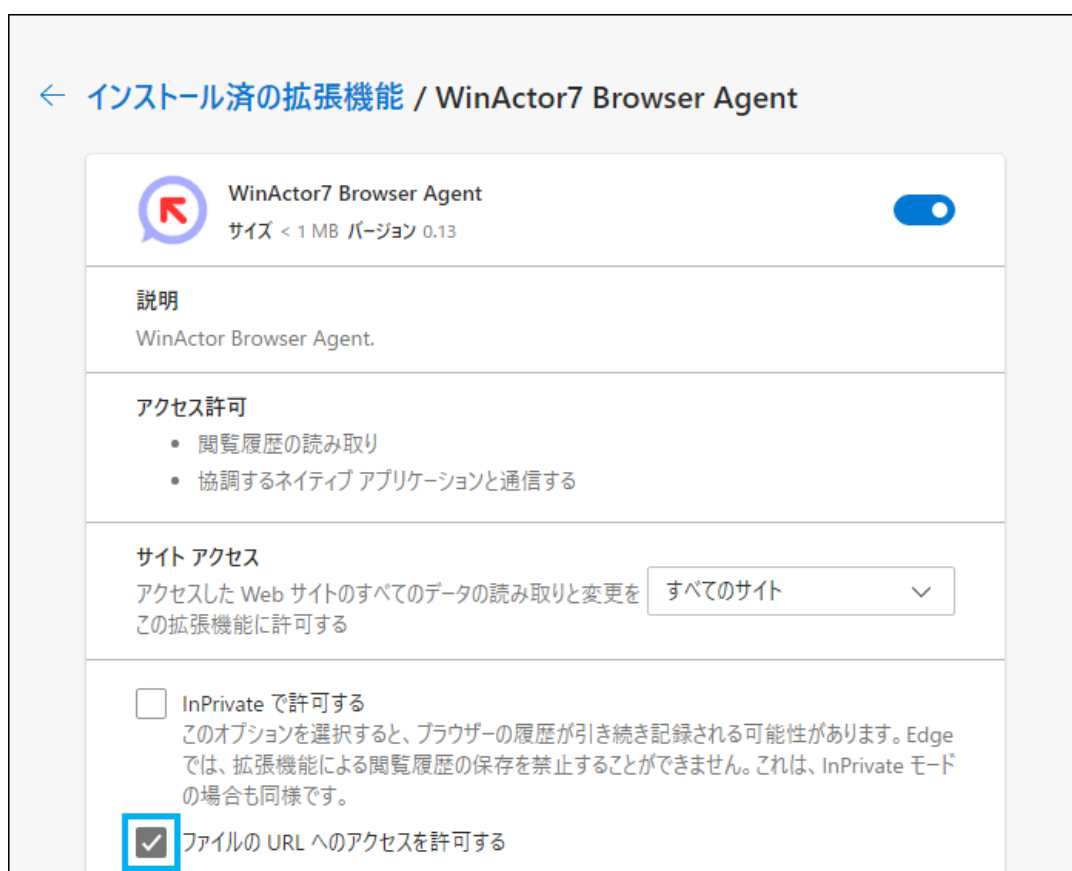 ← インストール済の拡張機能 / WinActor7 Browser Agent
WinActor7 Browser Agent
サイズ < 1 MB バージョン 0.13
説明
WinActor Browser Agent.
アクセス許可
• 閲覧履歴の読み取り
• 協調するネイティブ アプリケーションと通信する
サイト アクセス
アクセスした Web サイトのすべてのデータの読み取りと変更を
この拡張機能に許可する
すべてのサイト
InPrivate で許可する
このオプションを選択すると、ブラウザーの履歴が引き続き記録される可能性があります。Edge
では、拡張機能による閲覧履歴の保存を禁止することができません。これは、InPrivate モード
の場合も同様です。
ファイルの URL へのアクセスを許可する